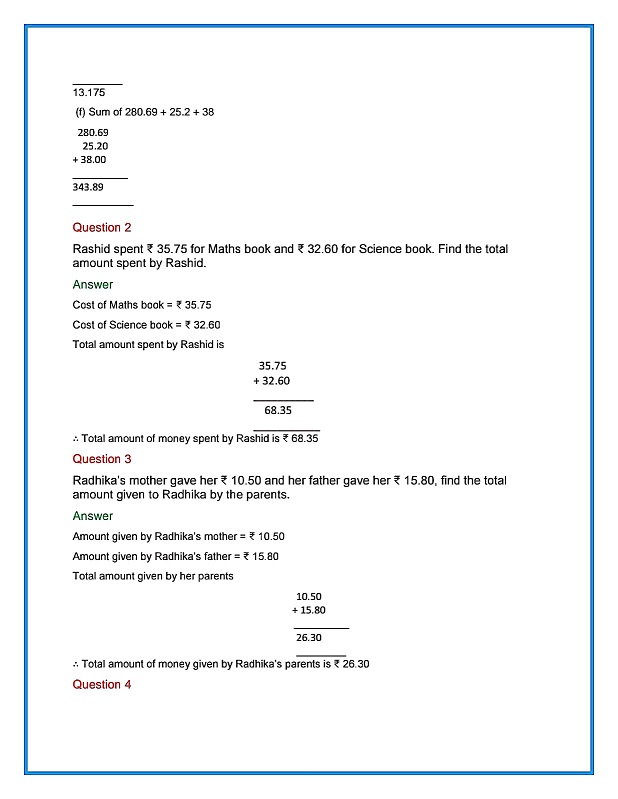 13.175
(f) Sum of 280.69 + 25.2 + 38
280.69
25.20
+ 38.00
343.89
Question 2
Rashid spent ₹ 35.75 for Maths book and ₹ 32.60 for Science book. Find the total
amount spent by Rashid.
Answer
Cost of Maths book = ₹ 35.75
Cost of Science book = ₹ 32.60
Total amount spent by Rashid is
35.75
+ 32.60
68.35
∴ Total amount of money spent by Rashid is ₹ 68.35
Question 3
Radhika's mother gave her ₹ 10.50 and her father gave her ₹ 15.80, find the total
amount given to Radhika by the parents.
Answer
Amount given by Radhika's mother = ₹ 10.50
Amount given by Radhika's father = ₹ 15.80
Total amount given by her parents
10.50
+ 15.80
26.30
∴ Total amount of money given by Radhika's parents is ₹ 26.30
Question 4